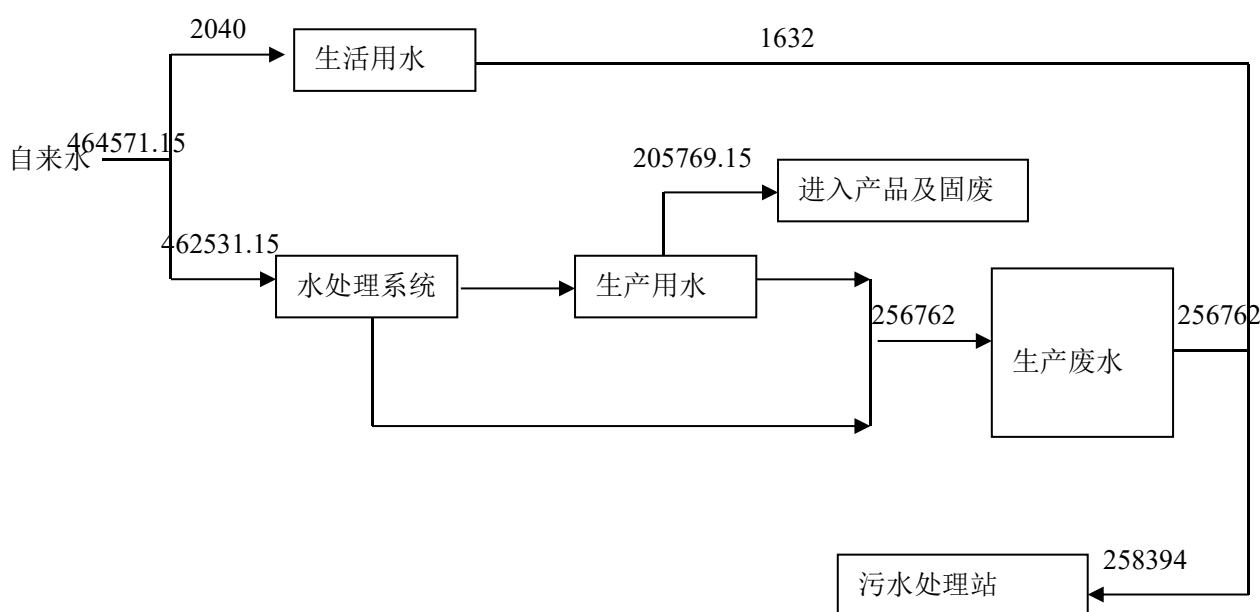 2040
生活用水
1632
自来水
464571.15
205769.15
进入产品及固废
462531.15
水处理系统
生产用水
256762
256762
生产废水
258394
污水处理站